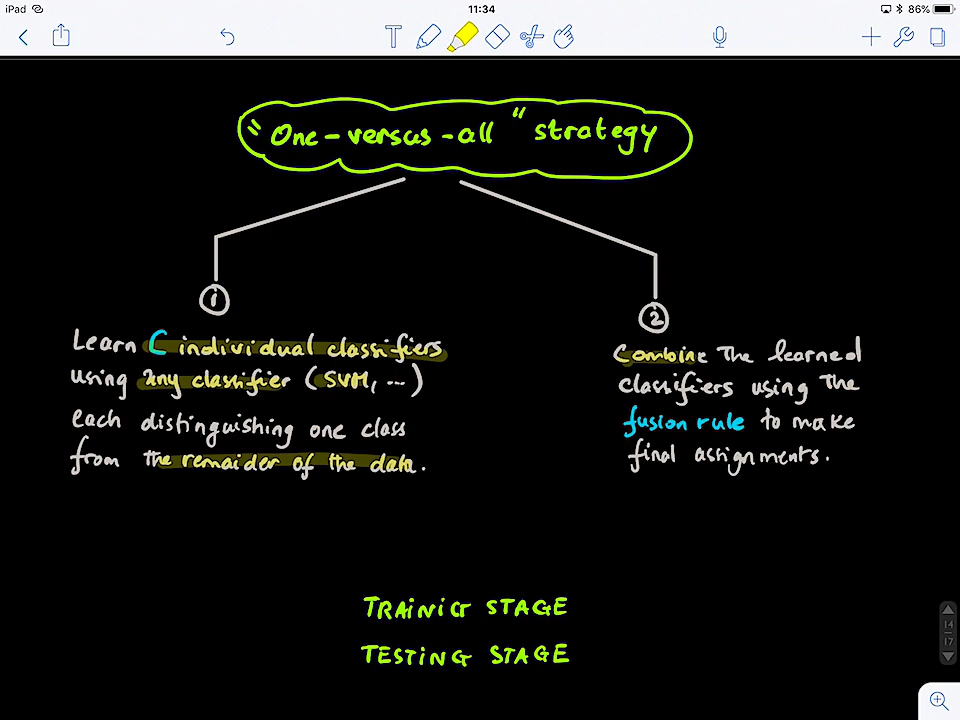 iPad
11:34
86%
T
"One-versus-all" strategy
1
Learn C individual classifiers
using any classifier (SVM, ...)
each distinguishing one class
from the remainder of the data.
2
Combine the learned
classifiers using the
fusion rule to make
final assignments.
TRAINIG STAGE
TESTING STAGE
14
17